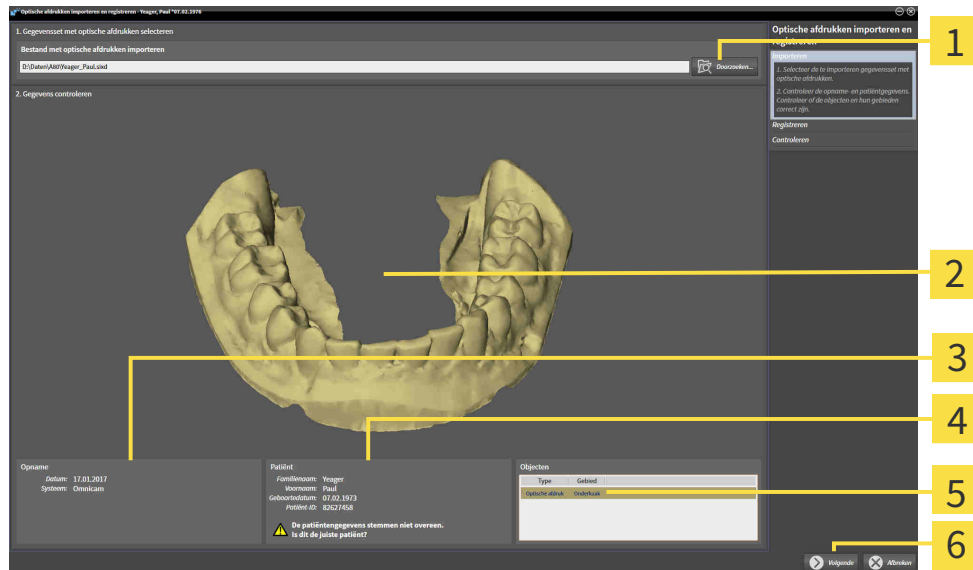 Optische afdrukken importeren en registreren - Yeager, Paul *07.02.1976
1. Gegevensset met optische afdrukken selecteren
Bestand met optische afdrukken importeren
D:\Daten\All0\Yeager_Paul.sixd
Doorzoeken...
1
2. Gegevens controleren
Optische afdrukken importeren en
registreren
Importeren
1. Selecteer de te importeren gegevensset met
optische afdrukken.
2. Controleer de opname- en patiëntgegevens.
Controleer of de objecten en hun gebieden
correct zijn.
Registreren
Controleren
2
3
4
Opname
Datum: 17.01.2017
Systeem: Omnicam
Patiënt
Familienaam: Yeager
Voornaam: Paul
Geboortedatum: 07.02.1973
Patiënt-ID: 82627458
De patiëntengegevens stemmen niet overeen.
Is dit de juiste patiënt?
Objecten
Type Gebied
Optische afdruk Onderkaak
5
6
Volgende
Afbreken